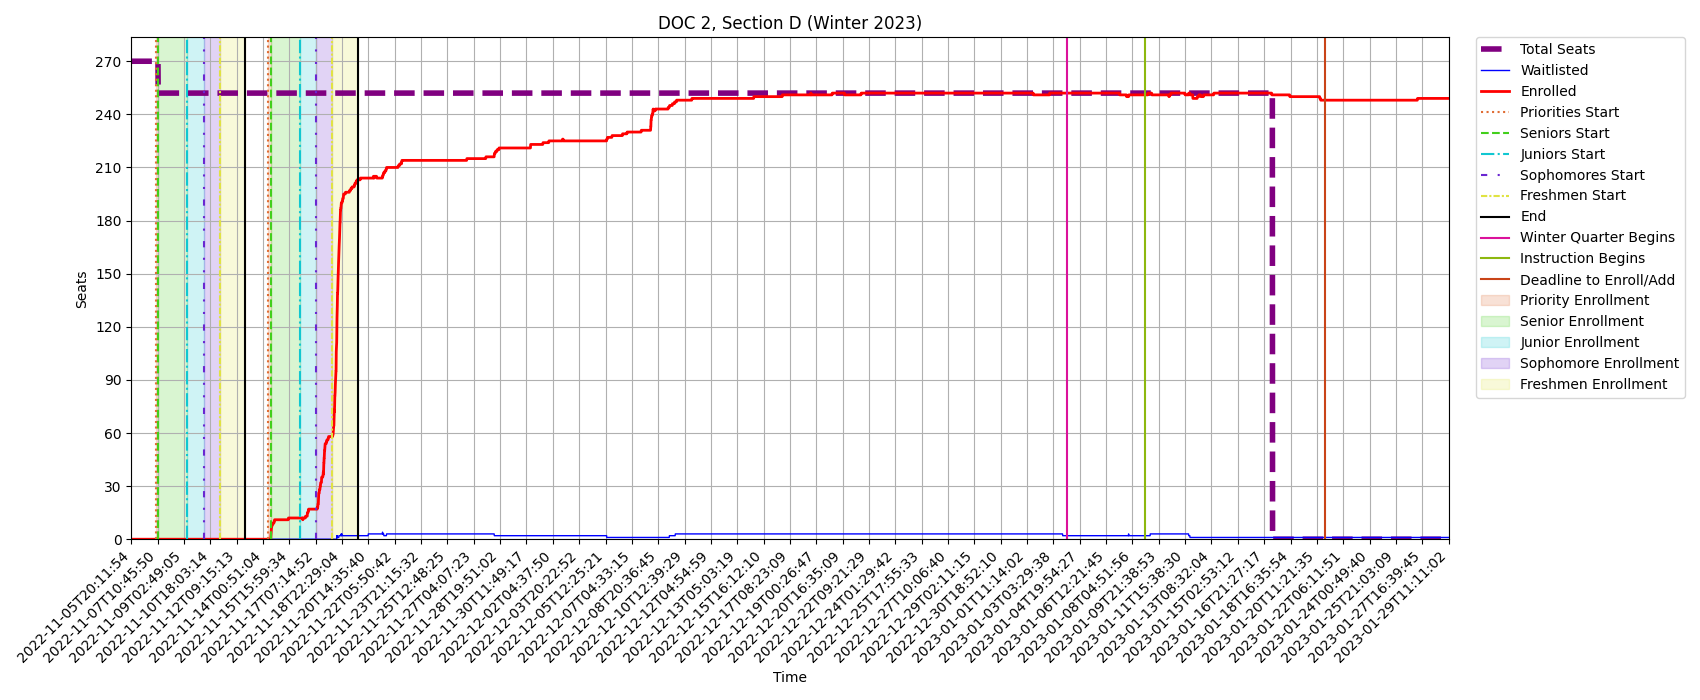 DOC 2, Section D (Winter 2023)
Seats
270
240
210
180
150
120
90
60
30
0
2022-11-05T20:11:54
2022-11-07T10:45:50
2022-11-09T02:49:05
2022-11-10T18:03:14
2022-11-12T09:15:13
2022-11-14T00:51:04
2022-11-15T15:59:34
2022-11-17T07:14:52
2022-11-18T22:29:04
2022-11-20T14:35:40
2022-11-22T05:50:42
2022-11-23T21:15:32
2022-11-25T12:48:25
2022-11-27T04:07:23
2022-11-28T19:51:02
2022-11-30T11:49:17
2022-12-02T04:37:50
2022-12-03T20:22:52
2022-12-05T12:25:21
2022-12-07T04:33:15
2022-12-08T20:36:45
2022-12-10T12:39:29
2022-12-12T04:54:59
2022-12-13T05:03:19
2022-12-15T16:12:10
2022-12-17T08:23:09
2022-12-19T00:26:47
2022-12-20T16:35:09
2022-12-22T09:21:29
2022-12-24T01:29:42
2022-12-25T17:55:33
2022-12-27T10:06:40
2022-12-29T02:11:15
2022-12-30T18:52:10
2023-01-01T11:14:02
2023-01-03T03:29:38
2023-01-04T19:54:27
2023-01-06T12:21:45
2023-01-08T04:51:56
2023-01-09T21:38:53
2023-01-11T15:38:30
2023-01-13T08:32:04
2023-01-15T02:53:12
2023-01-16T21:27:17
2023-01-18T16:35:54
2023-01-20T11:21:35
2023-01-22T06:11:51
2023-01-24T00:49:40
2023-01-25T21:03:09
2023-01-27T16:39:45
2023-01-29T11:11:02
Time
Total Seats
Waitlisted
Enrolled
Priorities Start
Seniors Start
Juniors Start
Sophomores Start
Freshmen Start
End
Winter Quarter Begins
Instruction Begins
Deadline to Enroll/Add
Priority Enrollment
Senior Enrollment
Junior Enrollment
Sophomore Enrollment
Freshmen Enrollment